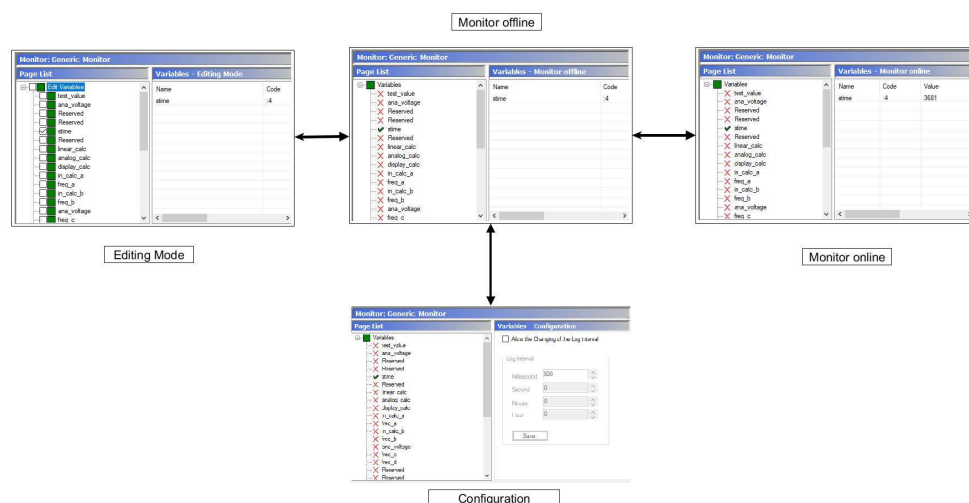 Monitor offline
Monitor: Generic Monitor
Page List
Edit Variables
test_value
ana_voltage
Reserved
Reserved
stime
Reserved
linear_calc
analog_calc
display_calc
in_calc_a
freq_a
in_calc_b
freq_b
ana_voltage
freq_c
Variables - Editing Mode
Name Code
stime :4
Editing Mode
Monitor: Generic Monitor
Page List
Variables
test_value
ana_voltage
Reserved
Reserved
stime
Reserved
linear_calc
analog_calc
display_calc
in_calc_a
freq_a
in_calc_b
freq_b
ana_voltage
freq_c
Variables - Monitor offline
Name Code
stime :4
Monitor: Generic Monitor
Page List
Variables
test_value
ana_voltage
Reserved
Reserved
stime
Reserved
linear_calc
analog_calc
display_calc
in_calc_a
freq_a
in_calc_b
freq_b
ana_voltage
freq_c
Variables - Monitor online
Name Code Value
stime :4 3681
Monitor online
Monitor: Generic Monitor
Page List
Variables
test_value
ana_voltage
Reserved
Reserved
stime
Reserved
linear_calc
analog_calc
display_calc
in_calc_a
freq_a
in_calc_b
freq_b
ana_voltage
freq_c
freq_d
Reserved
Reserved
Variables Configuration
Allow the Changing of the Log Interval
Log Interval
Millisecond 500
Second 0
Minute 0
Hour 0
Save
Configuration